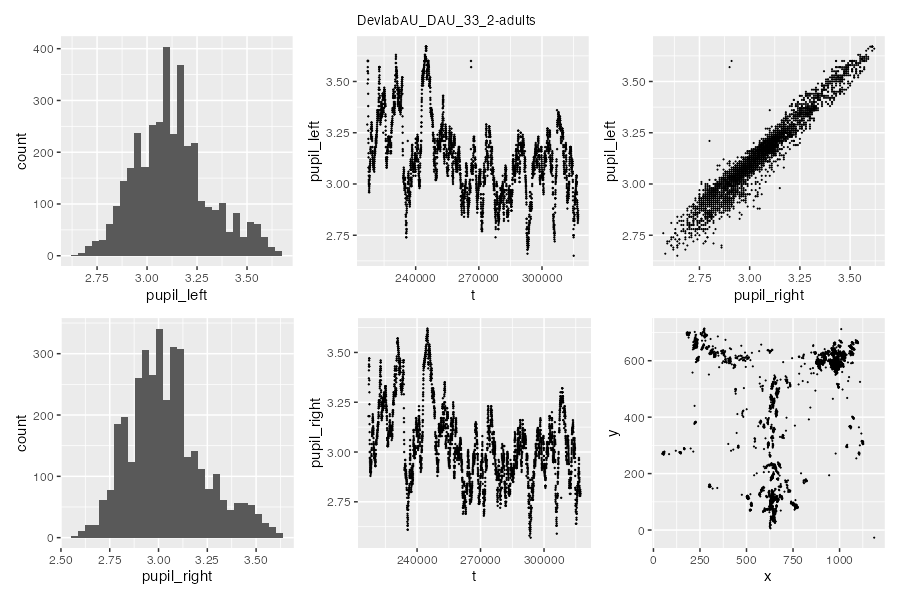 DevlabAU_DAU_33_2-adults
count
400
300
200
100
0
2.75 3.00 3.25 3.50
pupil_left
pupil_left
3.50
3.25
3.00
2.75
240000 270000 300000
t
pupil_left
3.50
3.25
3.00
2.75
2.75 3.00 3.25 3.50
pupil_right
count
300
200
100
0
2.50 2.75 3.00 3.25 3.50
pupil_right
pupil_right
3.50
3.25
3.00
2.75
240000 270000 300000
t
y
600
400
200
0
0 250 500 750 1000
x